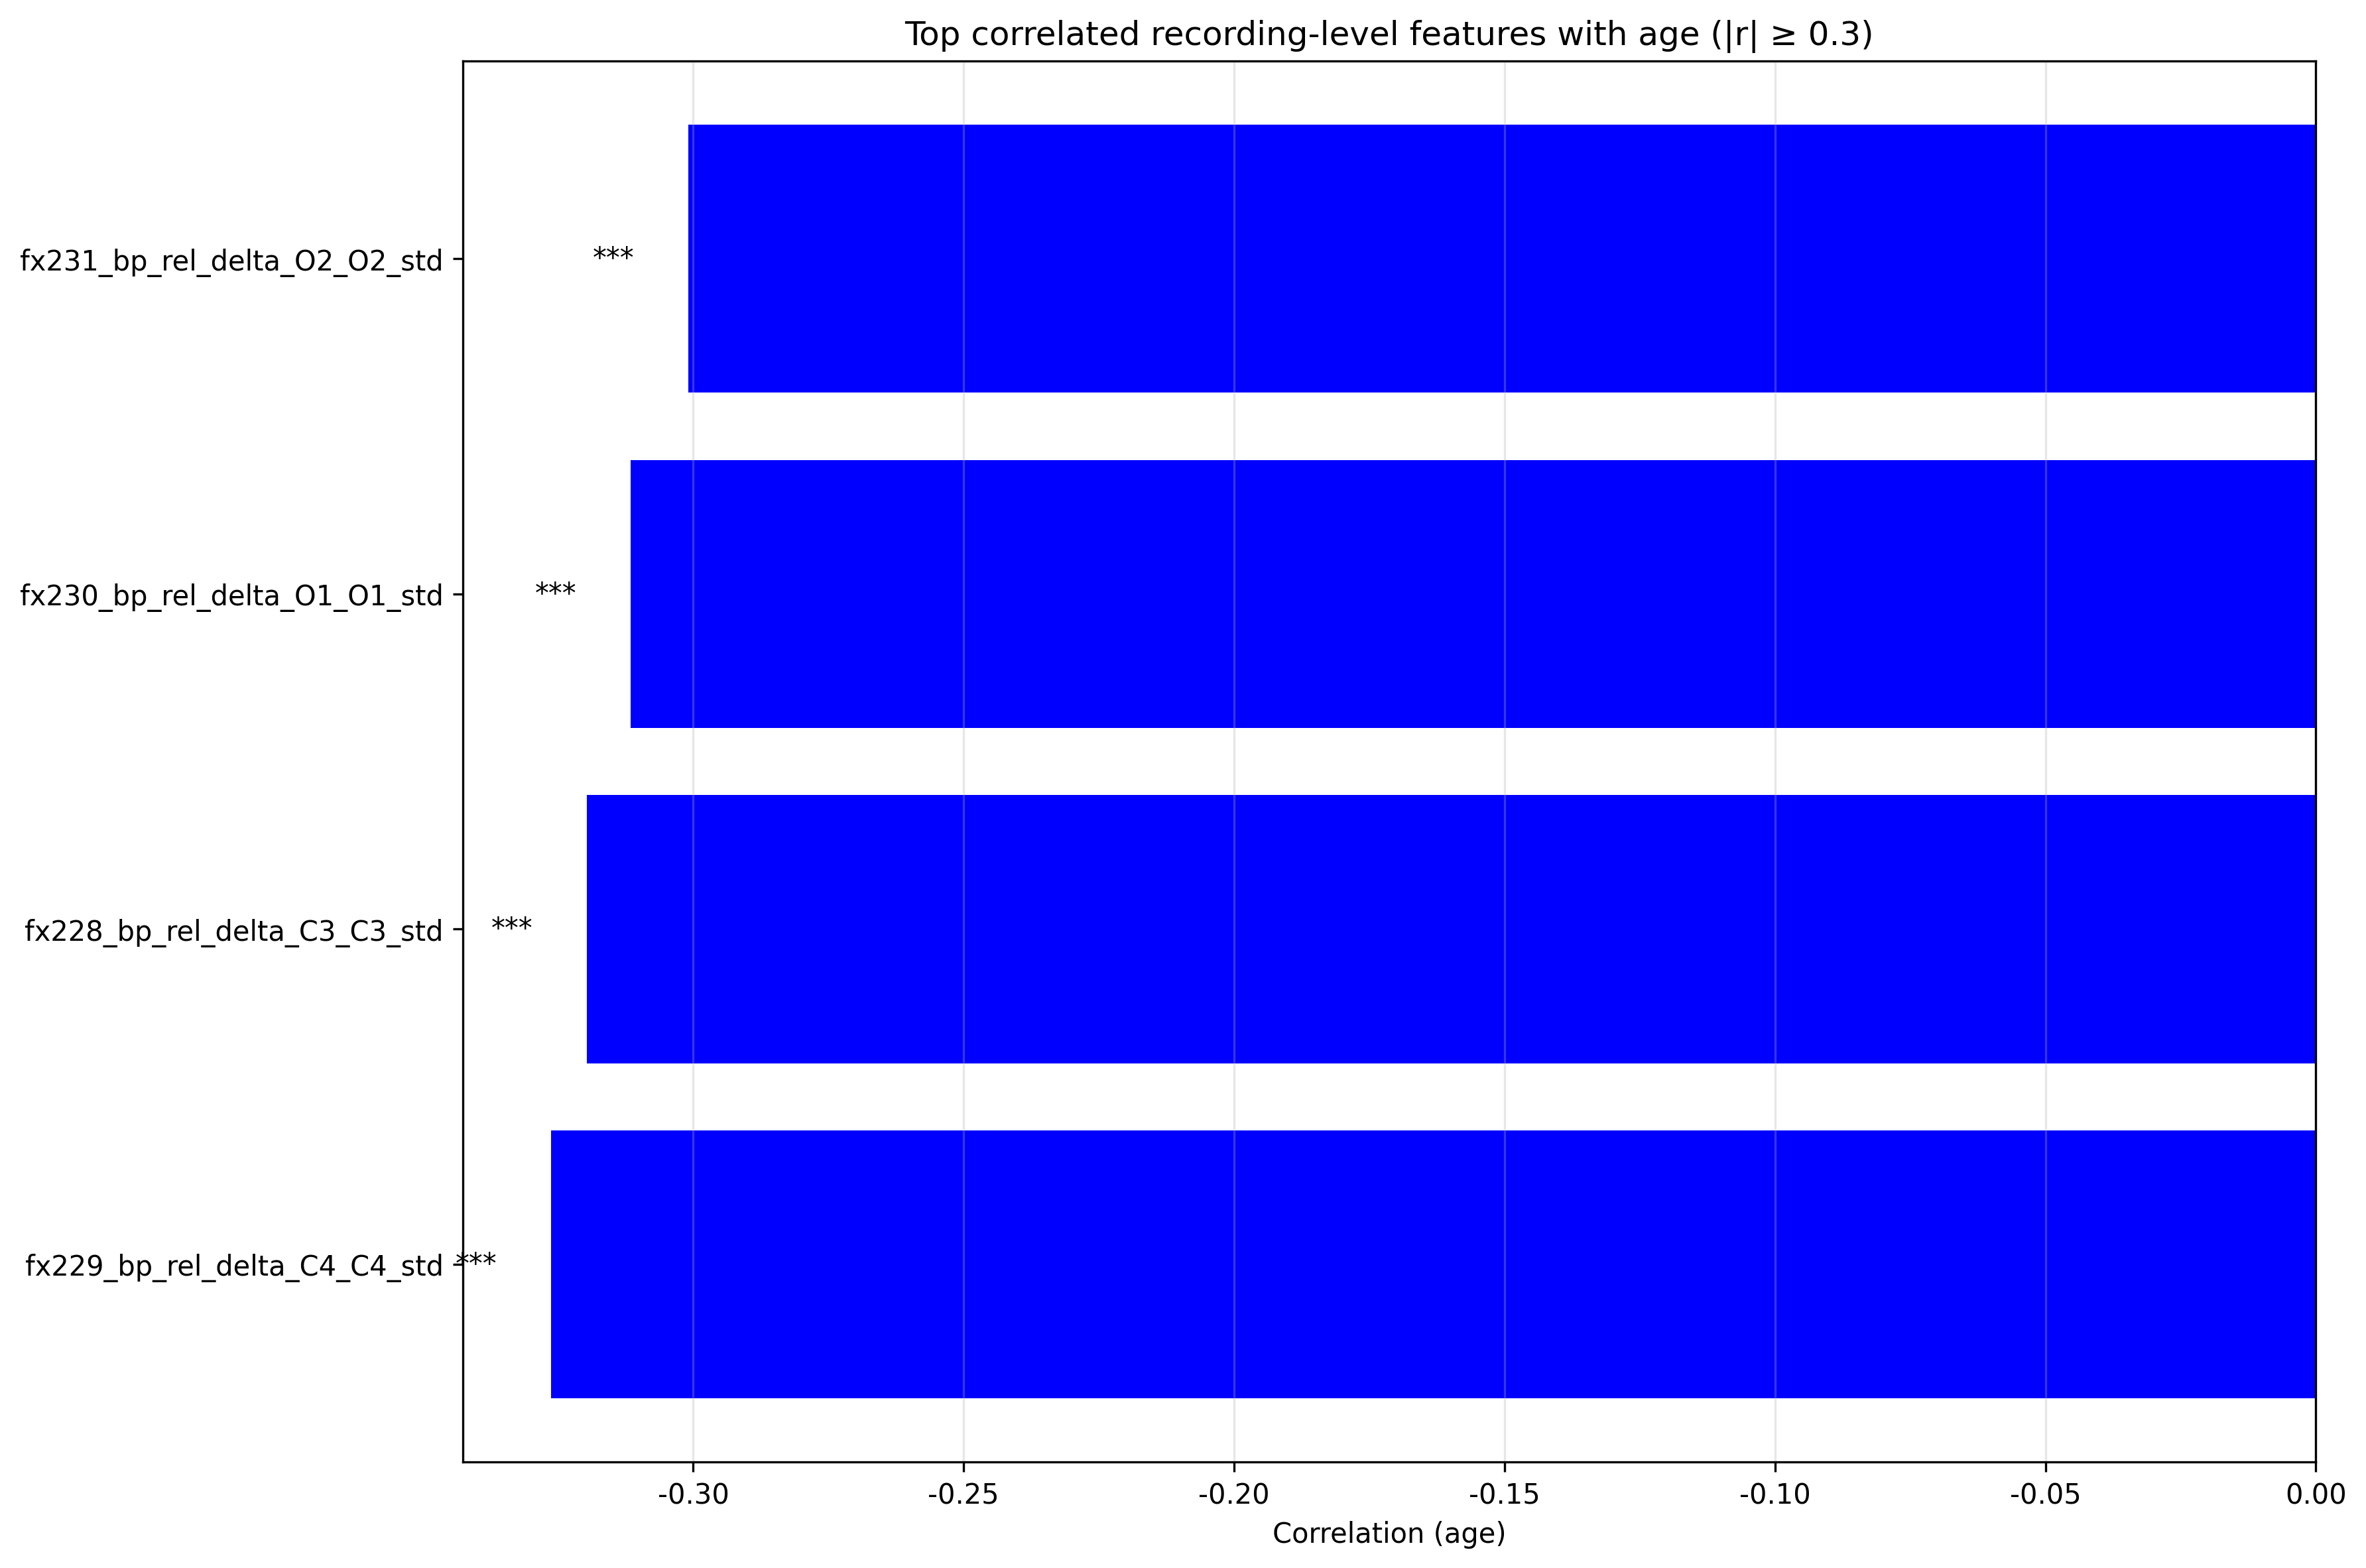 Top correlated recording-level features with age (|r| ≥ 0.3)
fx231_bp_rel_delta_O2_O2_std
***
fx230_bp_rel_delta_O1_O1_std
***
fx228_bp_rel_delta_C3_C3_std
***
fx229_bp_rel_delta_C4_C4_std
***
-0.30 -0.25 -0.20 -0.15 -0.10 -0.05 0.00
Correlation (age)